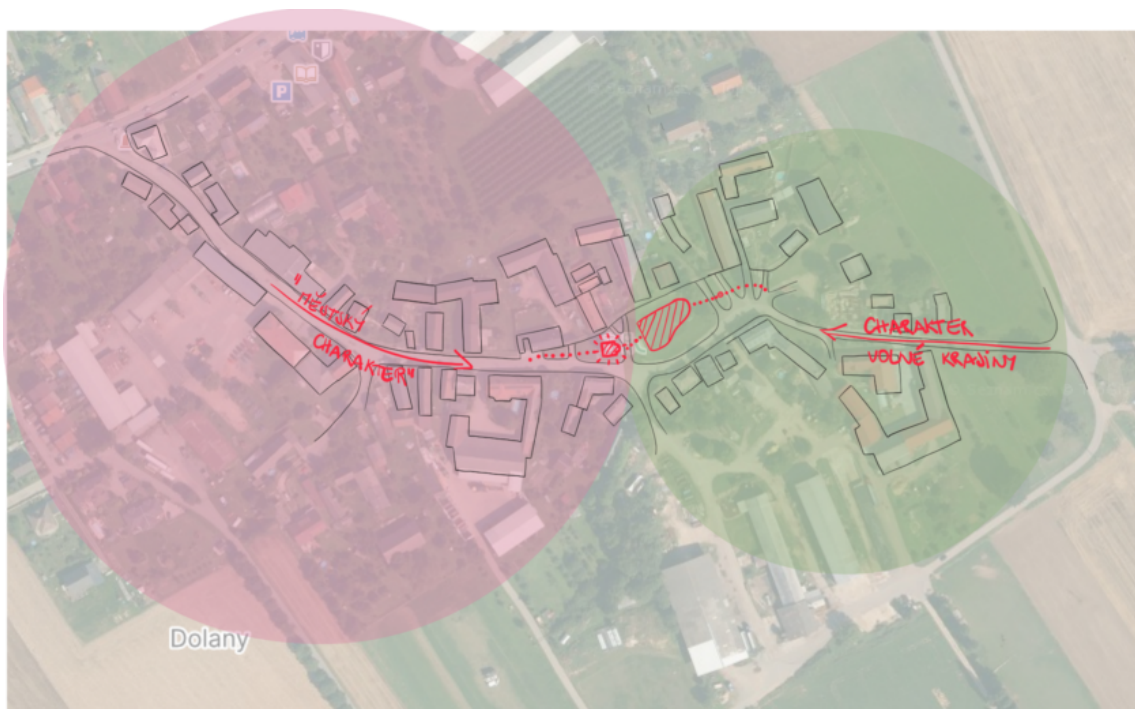 P
"MĚSTSKÝ
CHARAKTER"
CHARAKTER
VOLNÉ KRAJINY
Dolany